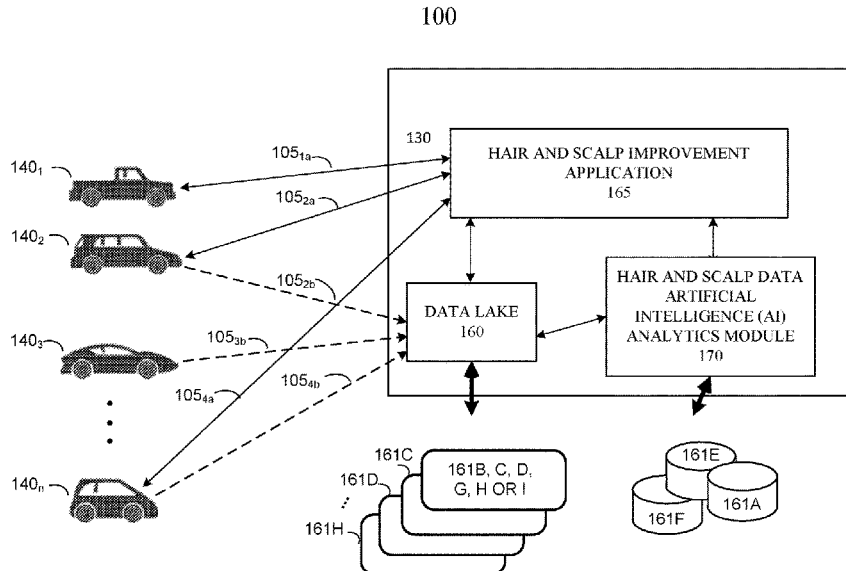 100
130
HAIR AND SCALP IMPROVEMENT
APPLICATION
165
140₁
105₁ₐ
140₂
105₂ₐ
105₂b
DATA LAKE
160
HAIR AND SCALP DATA
ARTIFICIAL
INTELLIGENCE (AI)
ANALYTICS MODULE
170
140₃
105₃b
105₄ₐ
105₄b
140ₙ
161C
161D
161H
161B, C, D,
G, H OR I
161E
161F
161A